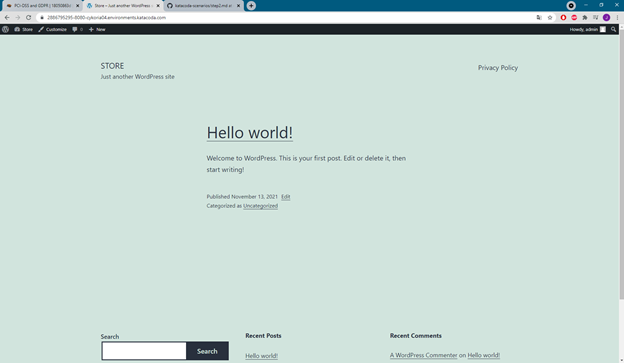 PCI-DSS and GDPR | 
Store – Just another WordPress –
katacoda-scenarios/step2.md at
2886795295-8080-cykoria04.environments.katacoda.com
Store
Customize
0
New
Howdy, admin
STORE
Just another WordPress site
Privacy Policy
Hello world!
Welcome to WordPress. This is your first post. Edit or delete it, then
start writing!
Published November 13, 2021 Edit
Categorized as Uncategorized
Search
Search
Recent Posts
Hello world!
Recent Comments
A WordPress Commenter on Hello world!